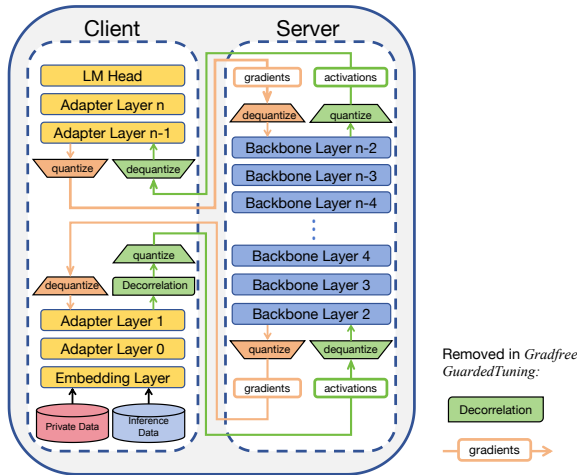 Client
LM Head
Adapter Layer n
Adapter Layer n-1
quantize
dequantize
quantize
dequantize
Decorrelation
Adapter Layer 1
Adapter Layer 0
Embedding Layer
Private Data
Inference
Data
Server
gradients
activations
dequantize
quantize
Backbone Layer n-2
Backbone Layer n-3
Backbone Layer n-4
Backbone Layer 4
Backbone Layer 3
Backbone Layer 2
quantize
dequantize
gradients
activations
Removed in Gradfree
GuardedTuning:
Decorrelation
gradients